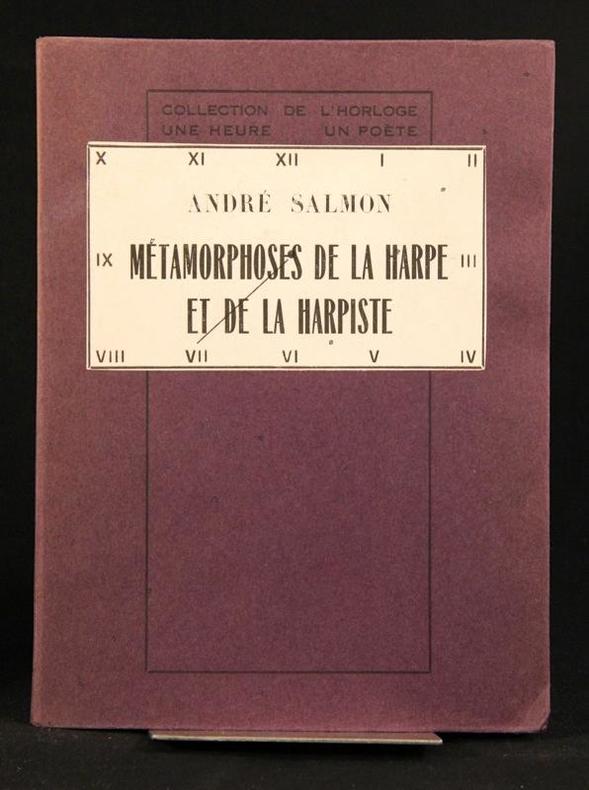 COLLECTION DE L'HORLOGE
UNE HEURE UN POÈTE
X XI XII I II
ANDRÉ SALMON
IX MÉTAMORPHOSES DE LA HARPE III
ET DE LA HARPISTE
VIII VII VI V IV